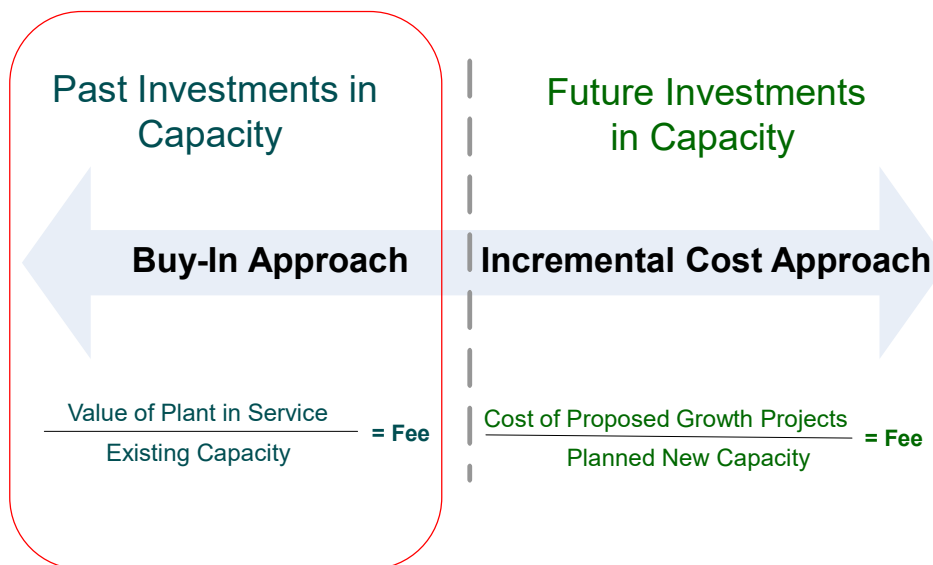 Past Investments in
Capacity
Future Investments
in Capacity
Buy-In Approach
Incremental Cost Approach
Value of Plant in Service
Existing Capacity
= Fee
Cost of Proposed Growth Projects
Planned New Capacity
= Fee